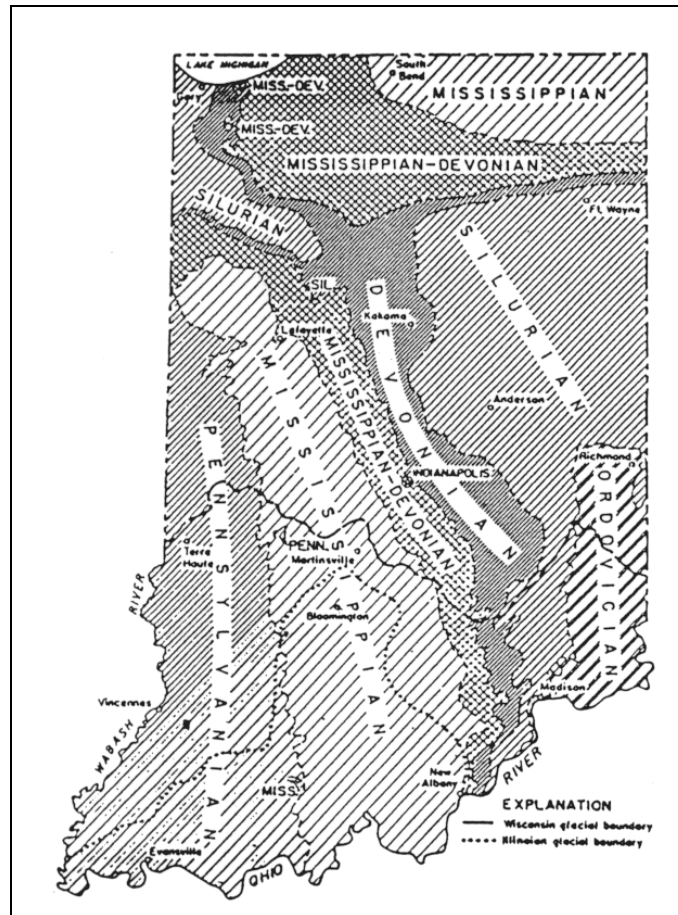 LAKE MICHIGAN
South
Bend
Gary
MISS.-DEV.
MISSISSIPPIAN
MISS.-DEV.
MISSISSIPPIAN-DEVONIAN
SILURIAN
Ft. Wayne
SILURIAN
SIL.
DEVONIAN
Kokomo
Lafayette
MISSISSIPPIAN-DEVONIAN
MISSISSIPPIAN
Anderson
PENNSYLVANIAN
INDIANAPOLIS
Richmond
ORDOVICIAN
Terre
Haute
PENN.
Martinsville
RIVER
Bloomington
Madison
Vincennes
WABASH
New
Albany
RIVER
MISS.
EXPLANATION
Wisconsin glacial boundary
Illinoian glacial boundary
Evansville
OHIO